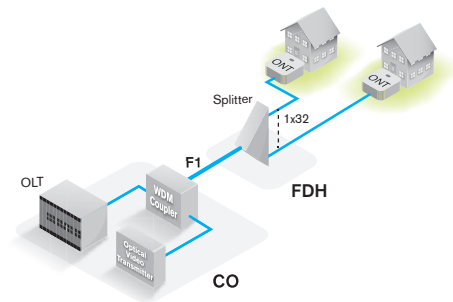 ONT
ONT
Splitter
1x32
F1
FDH
OLT
WDM
Coupler
Optical
Video
Transmitter
CO